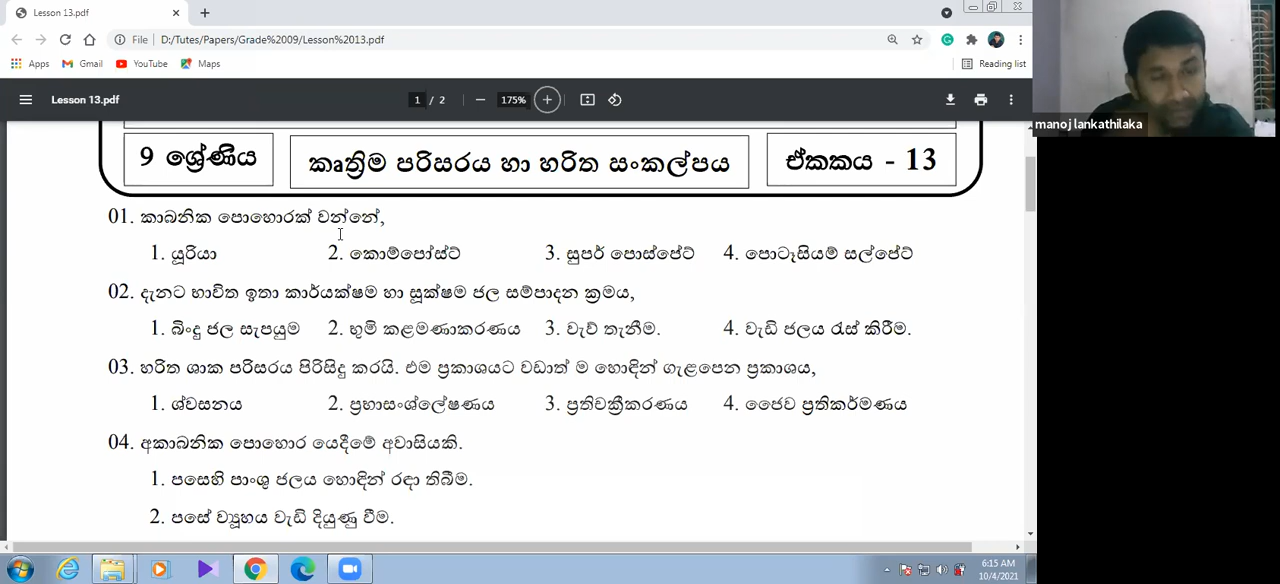 Lesson 13.pdf
File D:/Tutes/Papers/Grade%2009/Lesson%2013.pdf
Apps Gmail YouTube Maps Reading list
Lesson 13.pdf 1 / 2 175%
manoj lankathilaka
9 ශ්‍රේණිය කෘත්‍රිම පරිසරය හා හරිත සංකල්පය ඒකකය - 13
01. කාබනික පොහොරක් වන්නේ,
1. යූරියා 2. කොම්පෝස්ට් 3. සුපර් පොස්පේට් 4. පොටෑසියම් සල්පේට්
02. දැනට භාවිත ඉතා කාර්යක්ෂම හා සූක්ෂම ජල සම්පාදන ක්‍රමය,
1. බිංදු ජල සැපයුම 2. භූමි කළමණාකරණය 3. වැව් තැනීම. 4. වැඩි ජලය රැස් කිරීම.
03. හරිත ශාක පරිසරය පිරිසිදු කරයි. එම ප්‍රකාශයට වඩාත් ම හොඳින් ගැළපෙන ප්‍රකාශය,
1. ශ්වසනය 2. ප්‍රභාසංශ්ලේෂණය 3. ප්‍රතිචක්‍රීකරණය 4. ජෛව ප්‍රතිකර්මණය
04. අකාබනික පොහොර යෙදීමේ අවාසියකි.
1. පසෙහි පාංශු ජලය හොඳින් රඳා තිබීම.
2. පසේ ව්‍යූහය වැඩි දියුණු වීම.
6:15 AM
10/4/2021